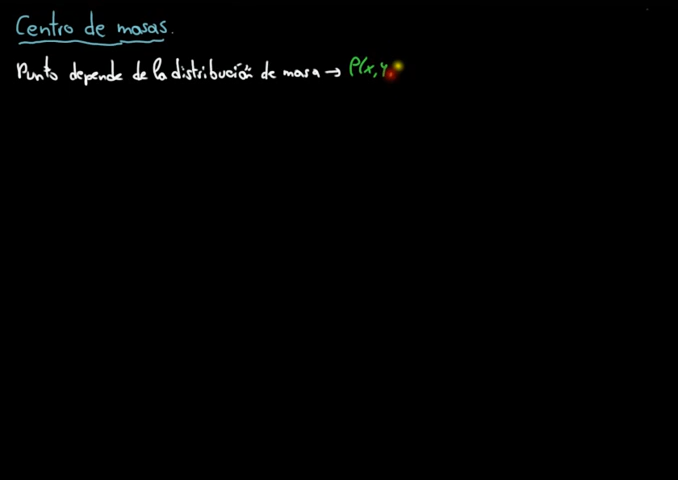 Centro de masas.
Punto depende de la distribución de masa → ρ(x,y,